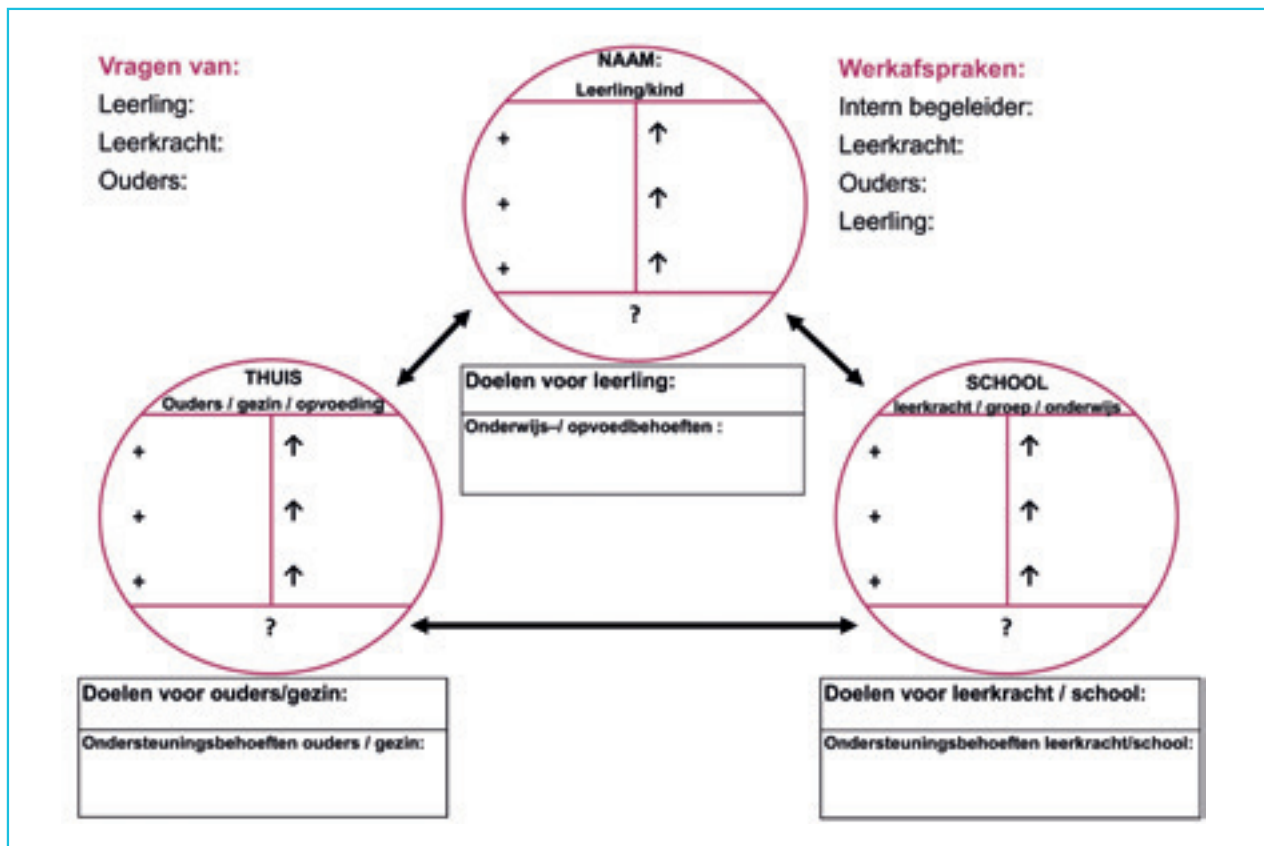 Vragen van:
Leerling:
Leerkracht:
Ouders:
NAAM:
Leerling/kind
+ ↑
+ ↑
+ ↑
?
Werkafspraken:
Intern begeleider:
Leerkracht:
Ouders:
Leerling:
Doelen voor leerling:
Onderwijs–/ opvoedbehoeften :
THUIS
Ouders / gezin / opvoeding
+ ↑
+ ↑
+ ↑
?
Doelen voor ouders/gezin:
Ondersteuningsbehoeften ouders / gezin:
SCHOOL
leerkracht / groep / onderwijs
+ ↑
+ ↑
+ ↑
?
Doelen voor leerkracht / school:
Ondersteuningsbehoeften leerkracht/school: